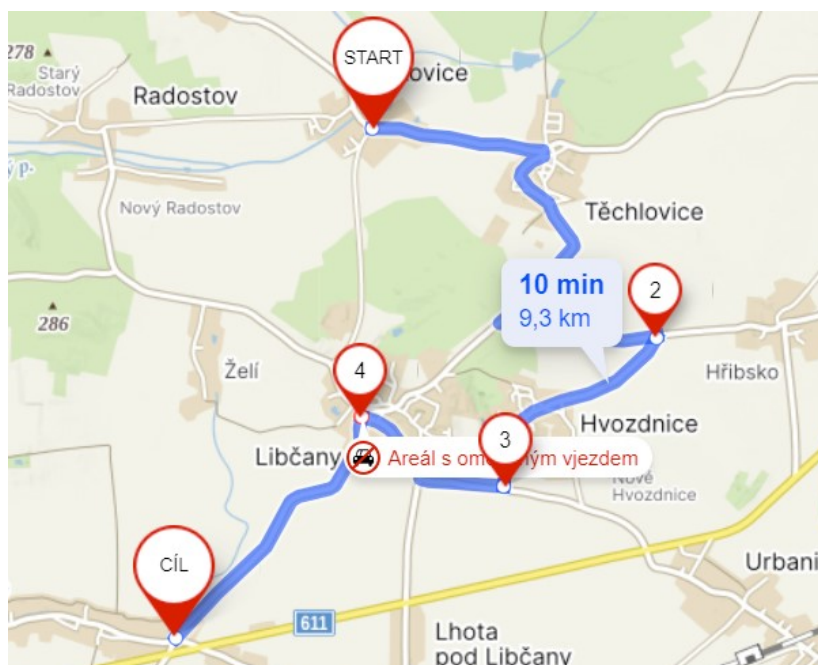 278
START
ovice
Starý
Radostov
Radostov
ý p.
Nový Radostov
Těchlovice
10 min
9,3 km
2
286
Želí
4
Hřibsko
Hvozdnice
3
Libčany
Areál s om ným vjezdem
Nové
Hvozdnice
CÍL
Urbani
611
Lhota
pod Libčany